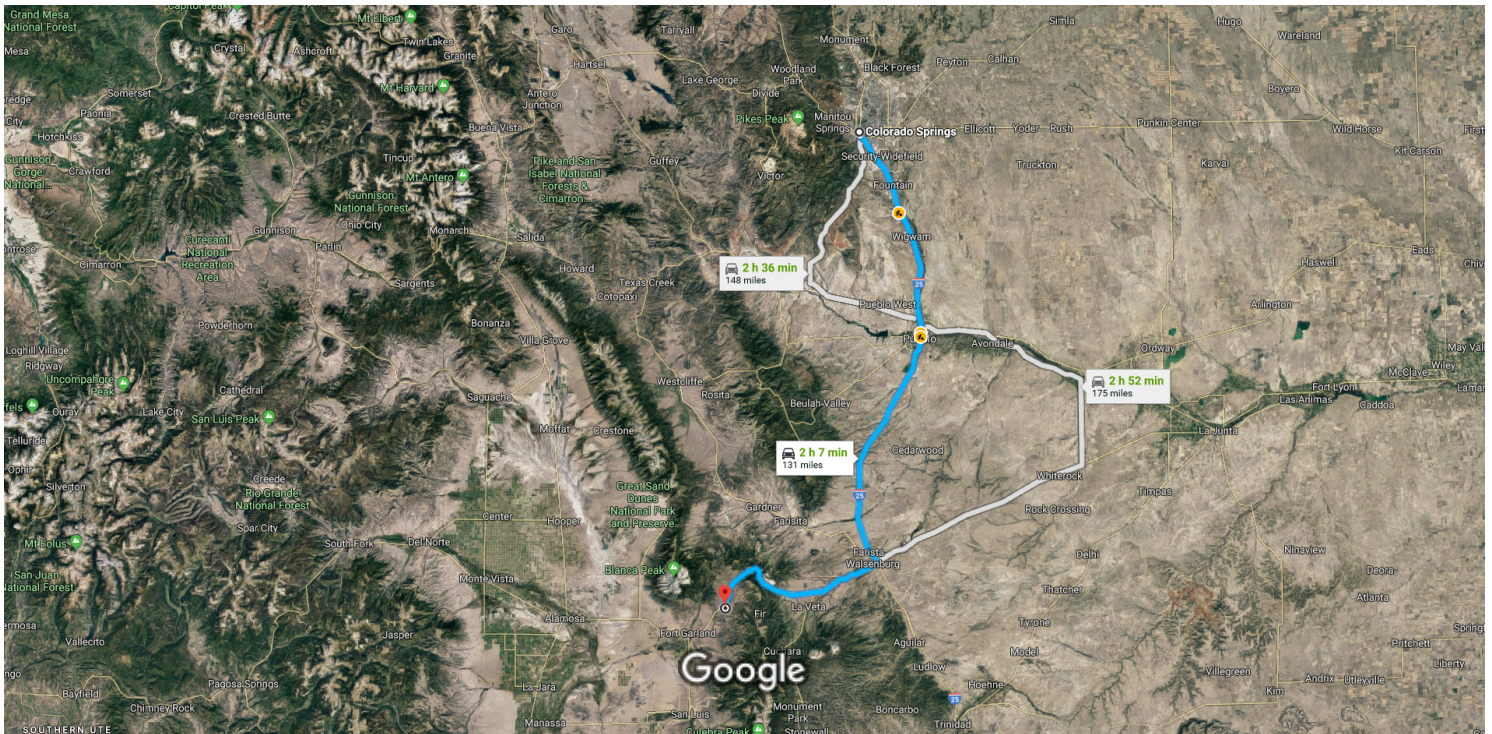 Grand Mesa
National Forest
Capitol Peak
Mt Elbert
Garo
Tarryall
Simla
Hugo
Crystal
Ashcroft
Twin Lakes
Granite
Monument
Wareland
Mesa
Hartsel
Woodland
Park
Black Forest
Peyton
Calhan
Lake George
Divide
Boyero
Somerset
Mt Harvard
Antero
Junction
Paonia
City
Crested Butte
Pikes Peak
Manitou
Springs
Colorado Springs
Ellicott
Yoder
Rush
Punkin Center
Wild Horse
First
Hotchkiss
Buena Vista
Kit Carson
Gunnison
Gorge
National...
Crawford
Tincup
Pike and San
Isabel National
Forests &
Cimarron...
Guffey
Victor
Security-Widefield
Truckton
Karval
Mt Antero
Fountain
Gunnison
National Forest
Ohio City
Gunnison
Parlin
Monarch
Salida
Wigwam
Curecanti
National
Recreation
Area
Cimarron
Eads
Howard
2 h 36 min
148 miles
Haswell
Sargents
Texas Creek
Cotopaxi
25
Pueblo West
Arlington
Powderhorn
Bonanza
Villa Grove
Avondale
Ordway
May Val
Loghill Village
Ridgway
Uncompahgre
Peak
Cathedral
Westcliffe
Rosita
2 h 52 min
175 miles
McClave
Wiley
Fort Lyon
Las Animas
Lamar
Caddoa
Ouray
Lake City
San Luis Peak
Saguache
Beulah Valley
Moffat
Crestone
La Junta
Telluride
Ophir
Silverton
Creede
Rio Grande
National Forest
2 h 7 min
131 miles
Cedarwood
Whiterock
Timpas
Great Sand
Dunes
National Park
and Preserve
25
Gardner
Farisita
Rock Crossing
Spar City
Center
Hooper
South Fork
Del Norte
Farista
Walsenburg
Delhi
Ninaview
Monte Vista
Blanca Peak
Deora
San Juan
National Forest
Thatcher
Atlanta
La Veta
Fir
Alamosa
Tyrone
Vallecito
Jasper
Fort Garland
Aguilar
Model
Pritchett
Cuchara
Google
Ludlow
Villegreen
Liberty
Pagosa Springs
Bayfield
La Jara
Hoehne
Kim
Andrix
Utleyville
Chimney Rock
Manassa
San Luis
Monument
Park
Stonewall
Boncarbo
25
Trinidad
Culebra Peak
SOUTHERN UTE